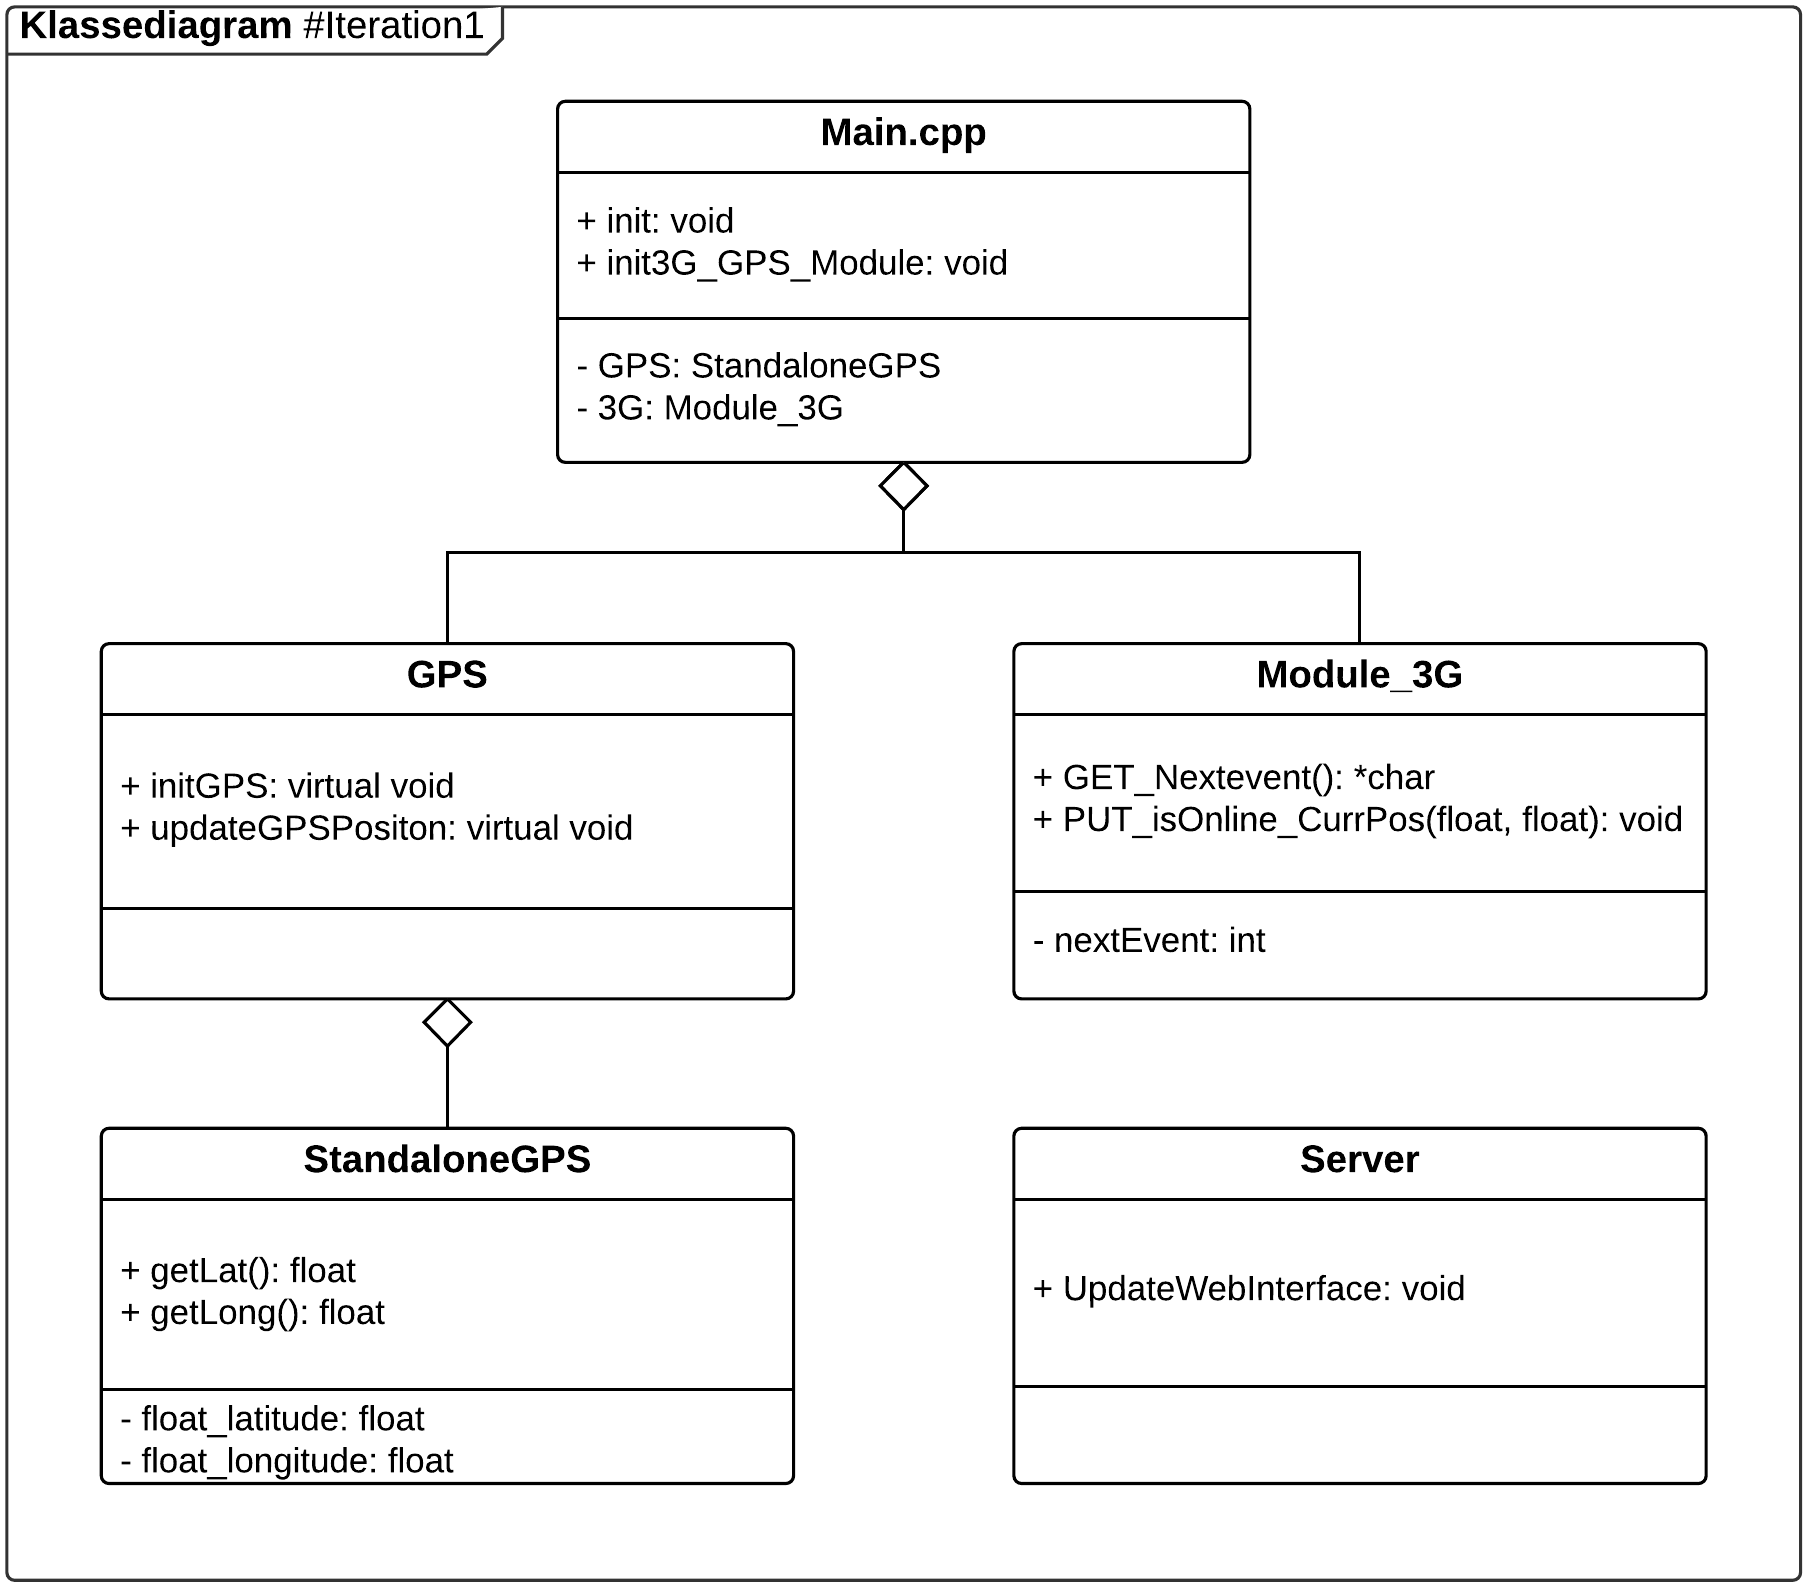 Klassediagram #Iteration1
Main.cpp
+ init: void
+ init3G_GPS_Module: void
- GPS: StandaloneGPS
- 3G: Module_3G
GPS
+ initGPS: virtual void
+ updateGPSPositon: virtual void
Module_3G
+ GET_Nextevent(): *char
+ PUT_isOnline_CurrPos(float, float): void
- nextEvent: int
StandaloneGPS
+ getLat(): float
+ getLong(): float
- float_latitude: float
- float_longitude: float
Server
+ UpdateWebInterface: void